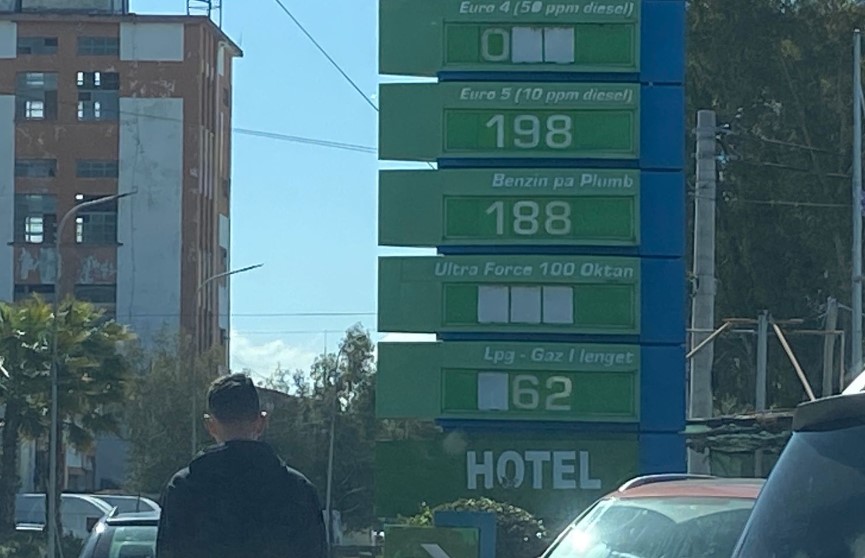 Euro 4 (50 ppm diesel)
0
Euro 5 (10 ppm diesel)
198
Benzin pa Plumb
188
Ultra Force 100 Oktan
Lpg - Gaz I lenget
62
HOTEL